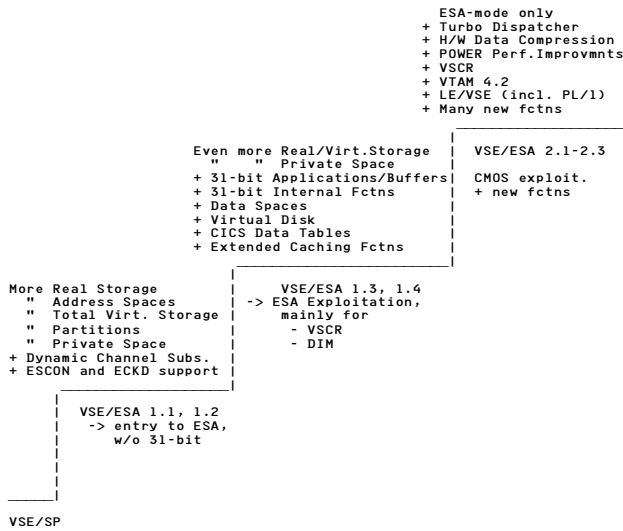 ESA-mode only
+ Turbo Dispatcher
+ H/W Data Compression
+ POWER Perf.Improvmnts
+ VSCR
+ VTAM 4.2
+ LE/VSE (incl. PL/1)
+ Many new fctns
Even more Real/Virt.Storage | VSE/ESA 2.1-2.3
" " Private Space
+ 31-bit Applications/Buffers| CMOS exploit.
+ 31-bit Internal Fctns | + new fctns
+ Data Spaces
+ Virtual Disk
+ CICS Data Tables
+ Extended Caching Fctns
More Real Storage | VSE/ESA 1.3, 1.4
" Address Spaces | -> ESA Exploitation,
" Total Virt. Storage | mainly for
" Partitions | - VSCR
" Private Space | - DIM
+ Dynamic Channel Subs.
+ ESCON and ECKD support
VSE/ESA 1.1, 1.2
-> entry to ESA,
w/o 31-bit
VSE/SP